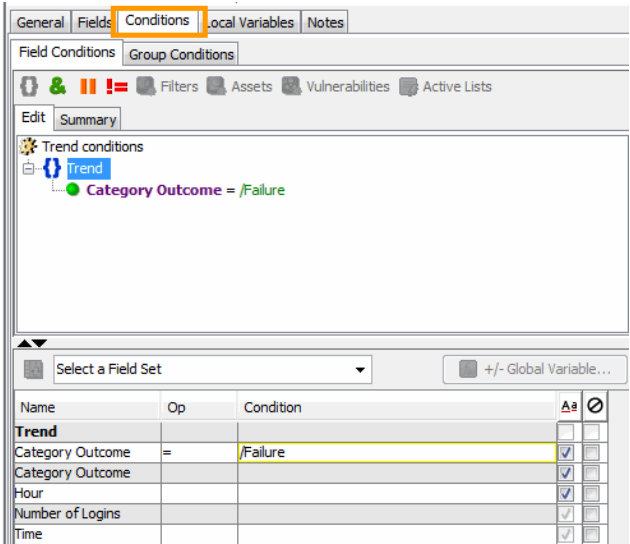 General Fields Conditions Local Variables Notes
Field Conditions Group Conditions
{} & || != Filters Assets Vulnerabilities Active Lists
Edit Summary
Trend conditions
{} Trend
Category Outcome = /Failure
Select a Field Set +/- Global Variable...
Name Op Condition Aa
Trend
Category Outcome = /Failure
Category Outcome
Hour
Number of Logins
Time